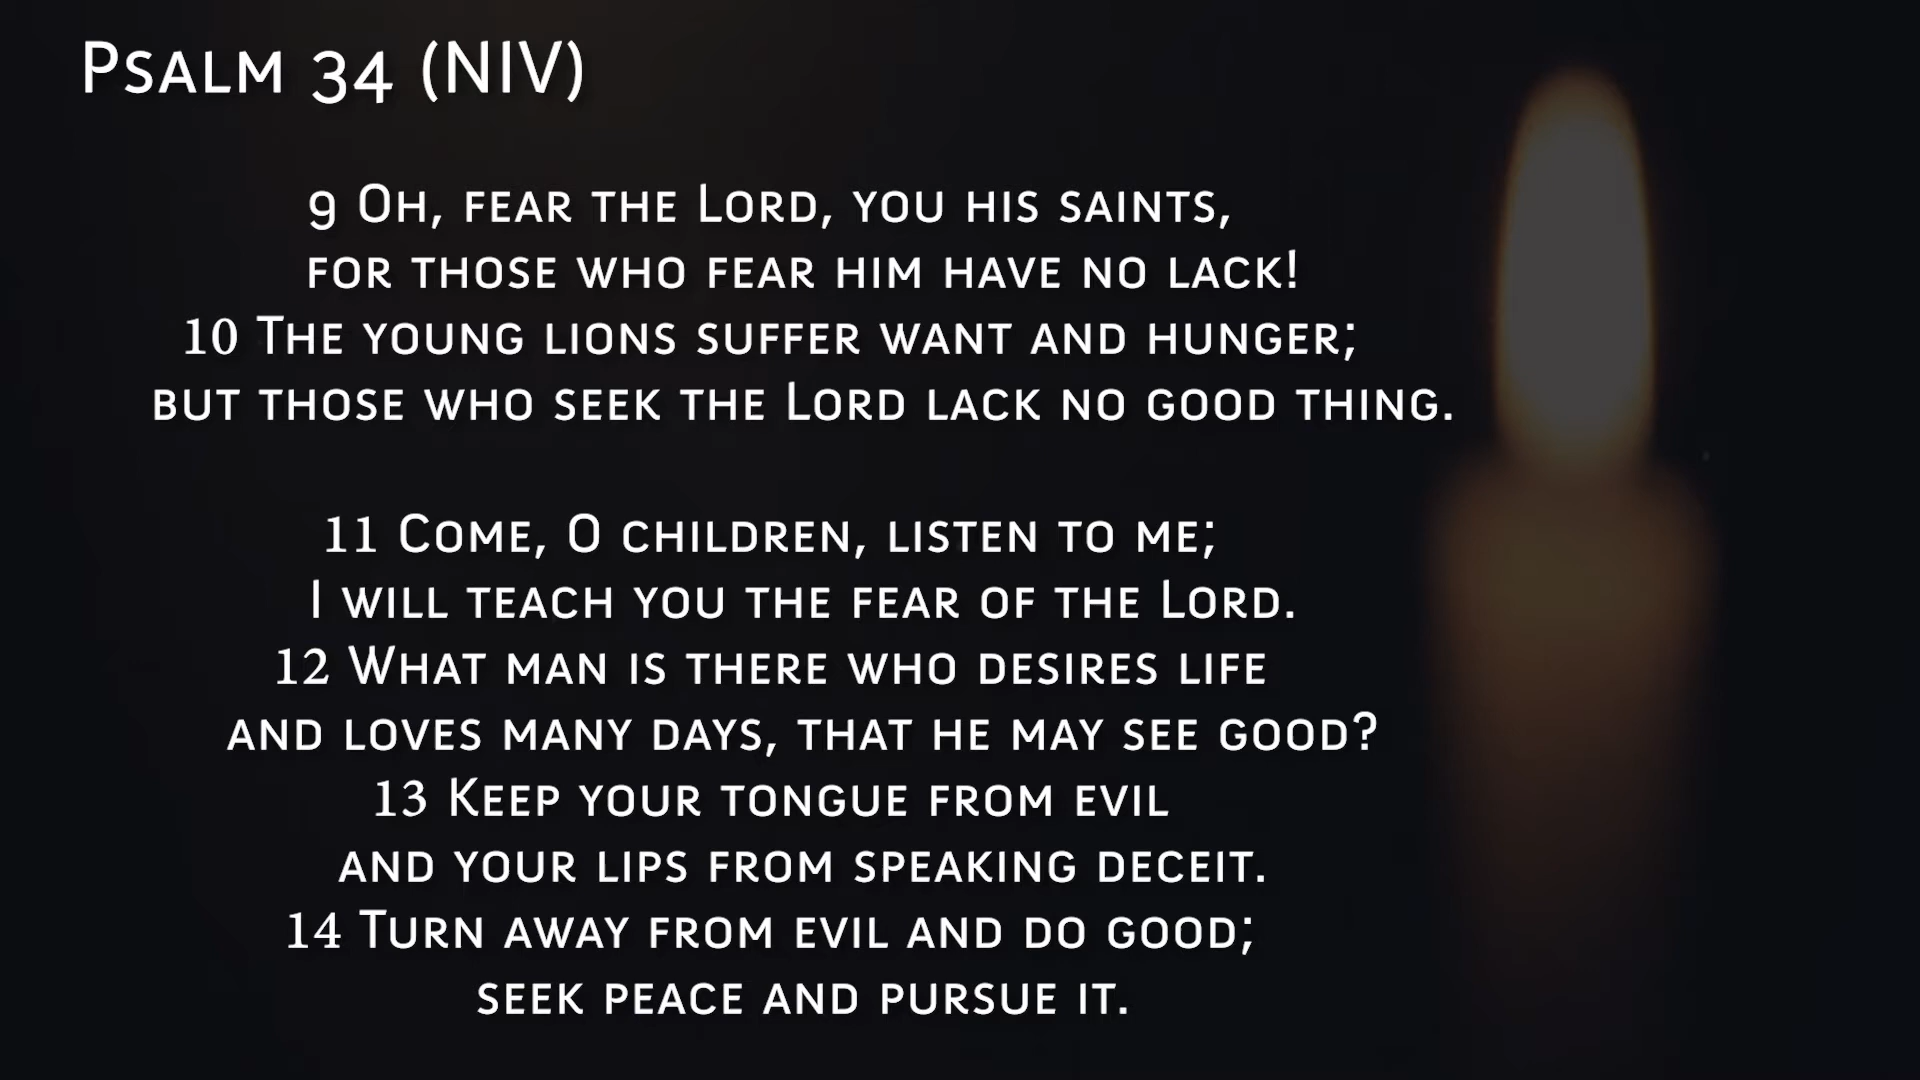 Psalm 34 (NIV)
9 Oh, fear the Lord, you his saints,
for those who fear him have no lack!
10 The young lions suffer want and hunger;
but those who seek the Lord lack no good thing.
11 Come, O children, listen to me;
I will teach you the fear of the Lord.
12 What man is there who desires life
and loves many days, that he may see good?
13 Keep your tongue from evil
and your lips from speaking deceit.
14 Turn away from evil and do good;
seek peace and pursue it.